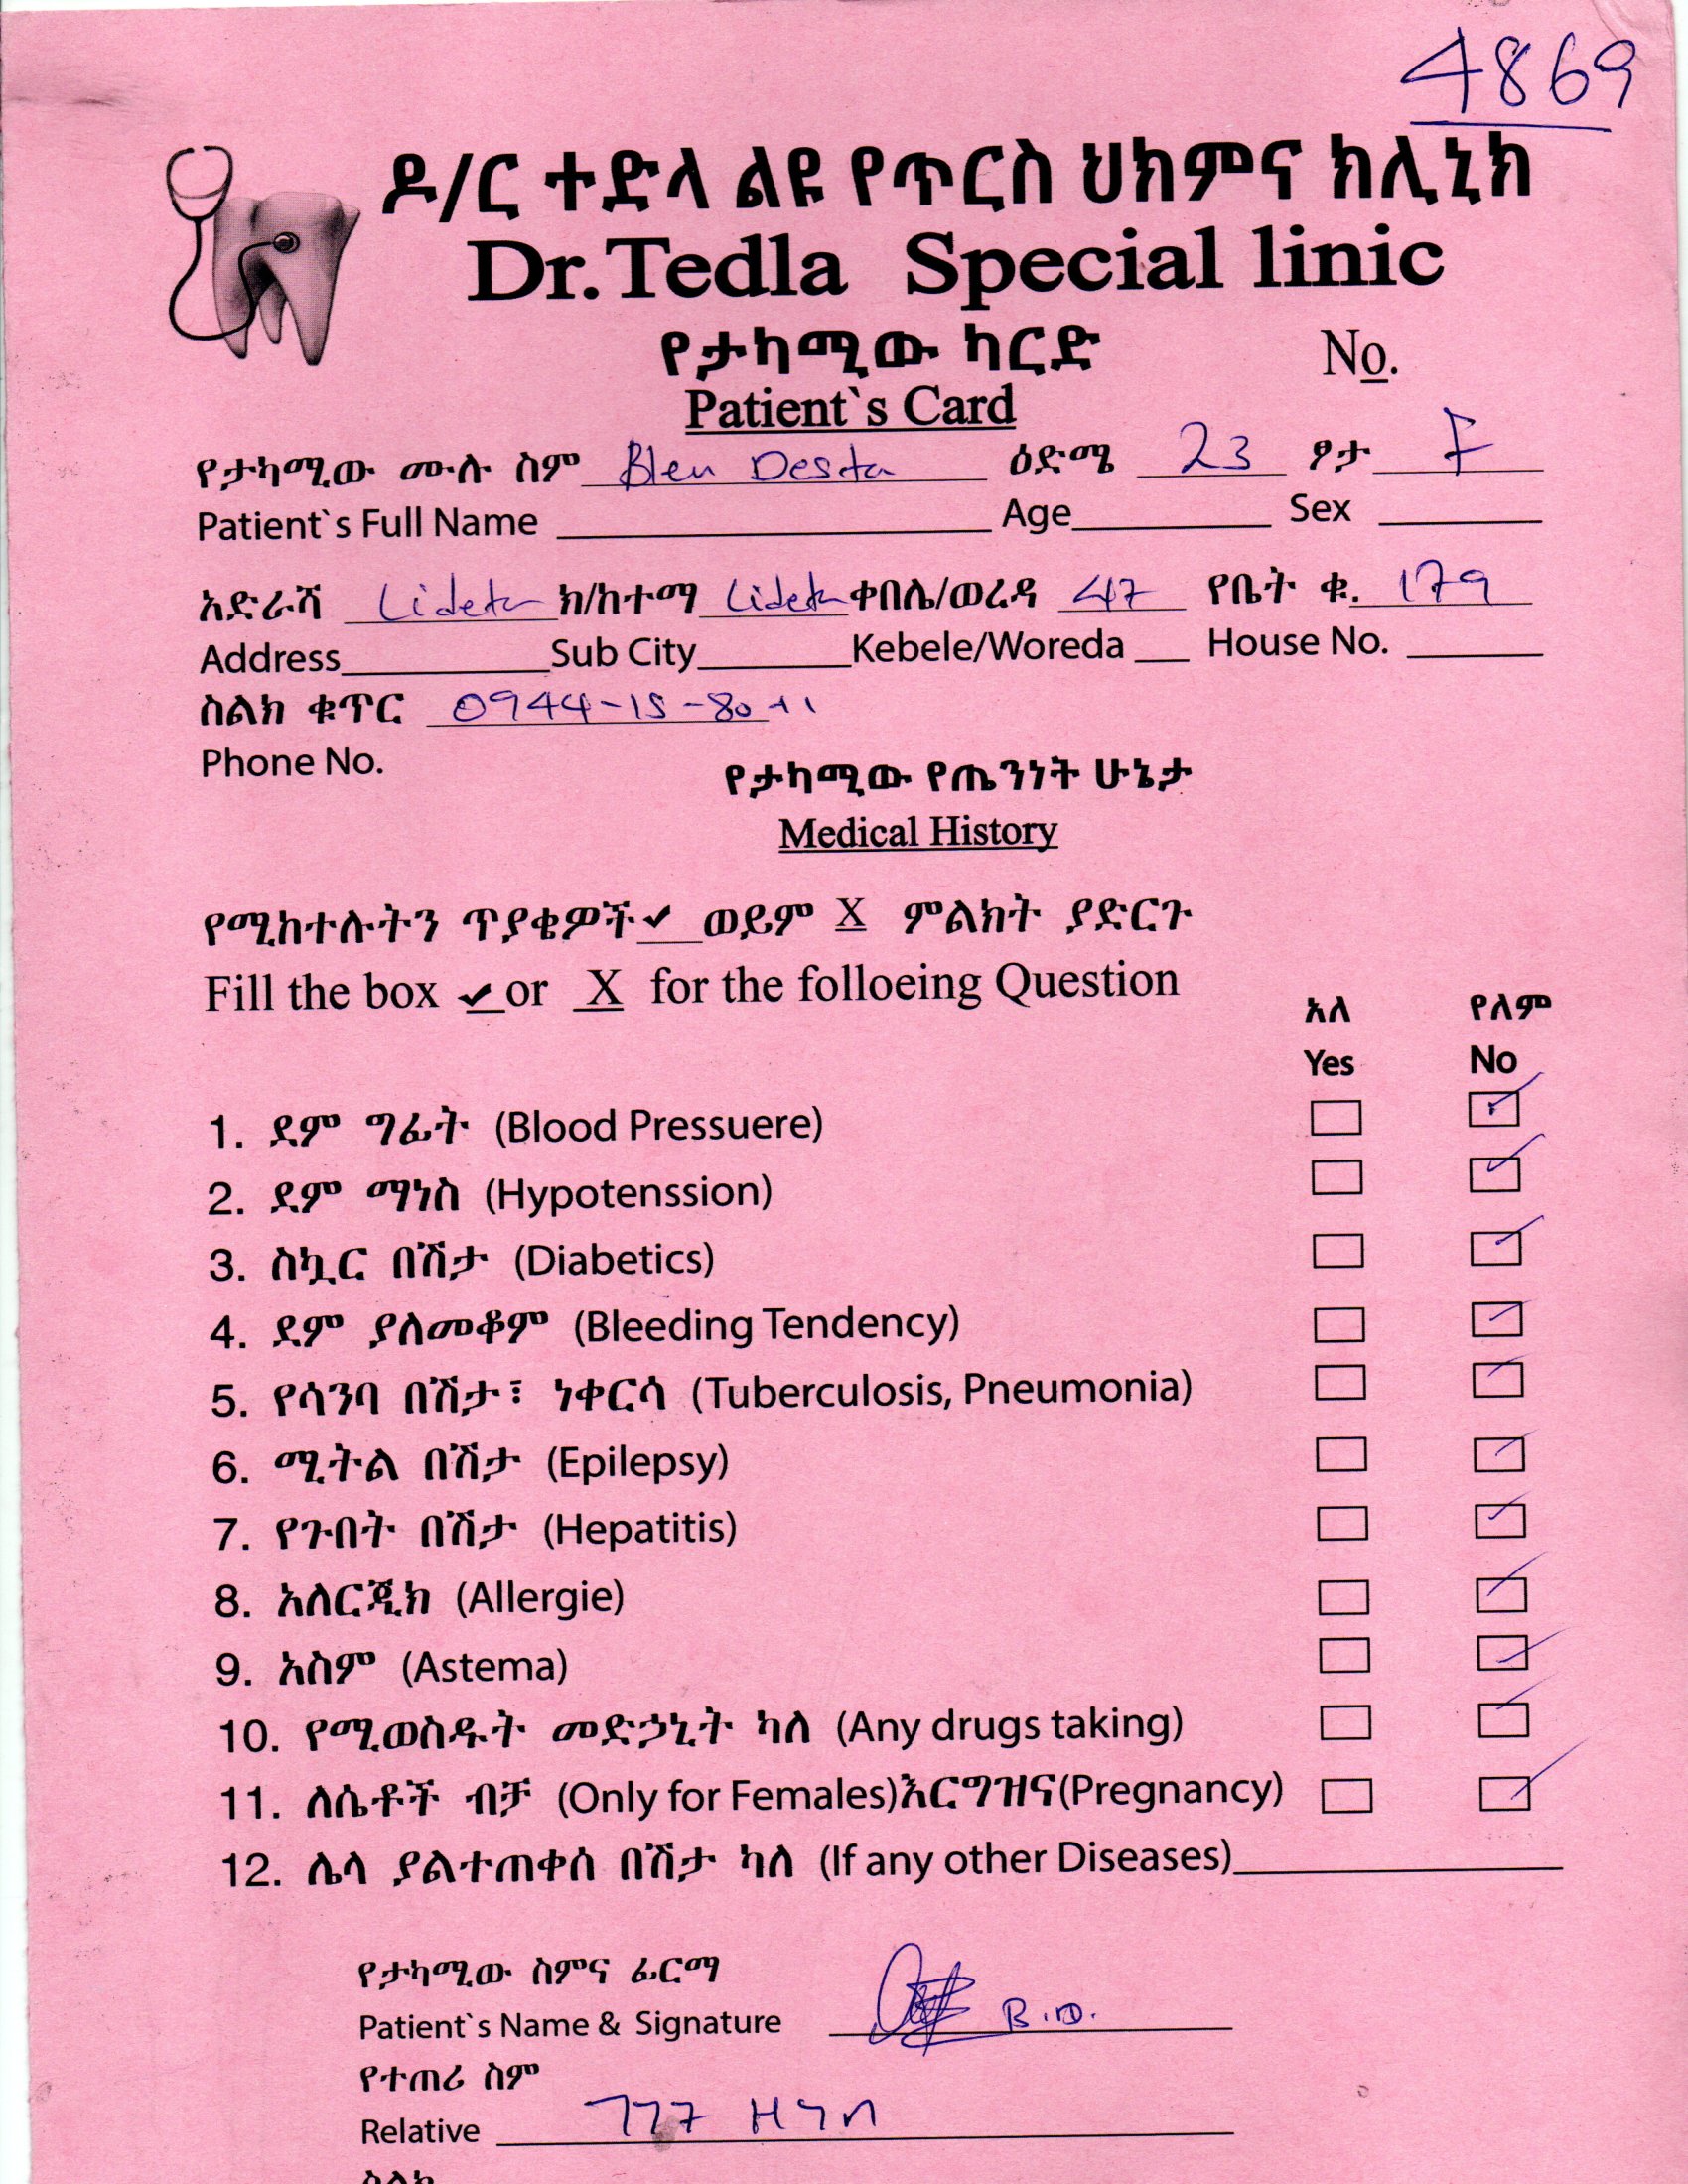 4869
ዶ/ር ተድላ ልዩ የጥርስ ህክምና ክሊኒክ
Dr.Tedla Special linic
የታካሚው ካርድ No.
Patient`s Card
የታካሚው ሙሉ ስም Blen Desta ዕድሜ 23 ፆታ F
Patient`s Full Name Age Sex
አድራሻ Lideta ክ/ከተማ Lideta ቀበሌ/ወረዳ 47 የቤት ቁ. 179
Address Sub City Kebele/Woreda House No.
ስልክ ቁጥር 0944-15-80
Phone No.
የታካሚው የጤንነት ሁኔታ
Medical History
የሚከተሉትን ጥያቄዎች ✔ ወይም X ምልክት ያድርጉ
Fill the box ✔ or X for the folloeing Question
አለ የለም
Yes No
1. ደም ግፊት (Blood Pressuere)
2. ደም ማነስ (Hypotenssion)
3. ስኳር በሽታ (Diabetics)
4. ደም ያለመቆም (Bleeding Tendency)
5. የሳንባ በሽታ፣ ነቀርሳ (Tuberculosis, Pneumonia)
6. ሚትል በሽታ (Epilepsy)
7. የጉበት በሽታ (Hepatitis)
8. አለርጂክ (Allergie)
9. አስም (Astema)
10. የሚወስዱት መድኃኒት ካለ (Any drugs taking)
11. ለሴቶች ብቻ (Only for Females)እርግዝና(Pregnancy)
12. ሌላ ያልተጠቀሰ በሽታ ካለ (If any other Diseases)
የታካሚው ስምና ፊርማ
Patient`s Name & Signature B.D.
የተጠሪ ስም
Relative
ስልክ